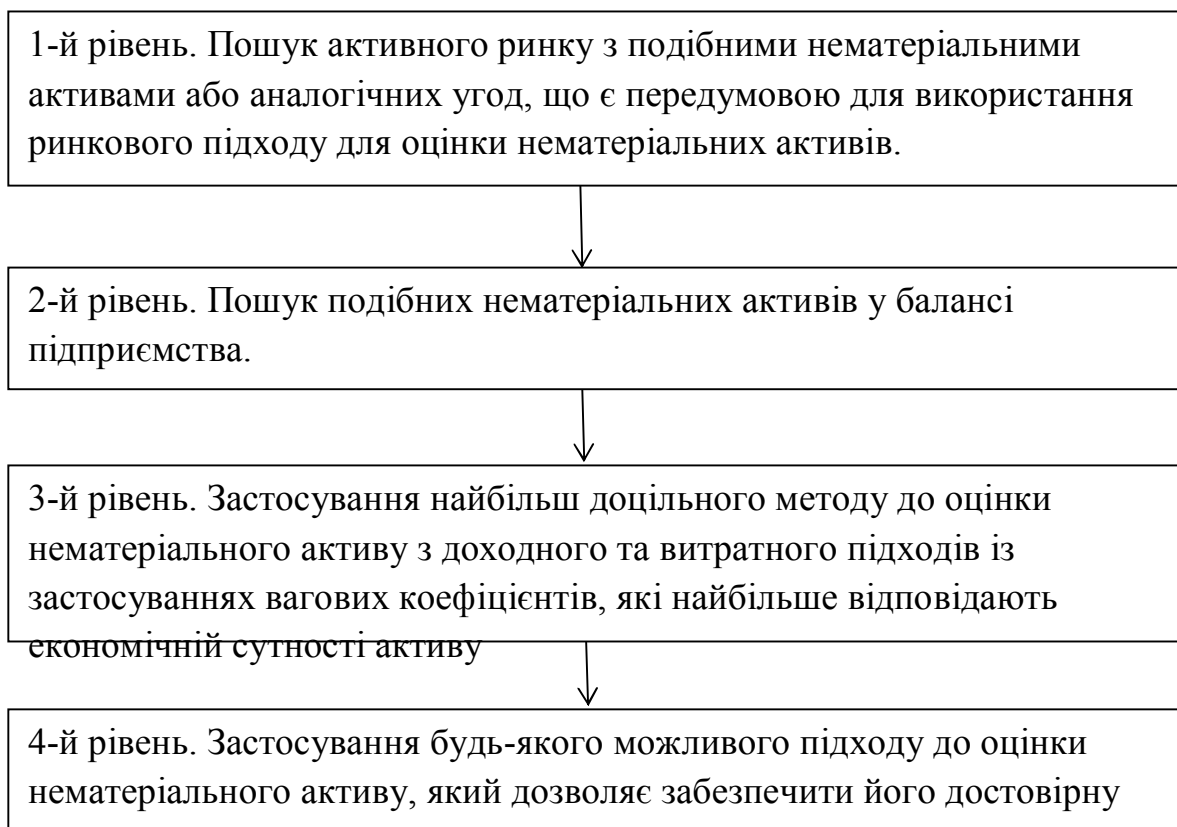 1-й рівень. Пошук активного ринку з подібними нематеріальними
активами або аналогічних угод, що є передумовою для використання
ринкового підходу для оцінки нематеріальних активів.
2-й рівень. Пошук подібних нематеріальних активів у балансі
підприємства.
3-й рівень. Застосування найбільш доцільного методу до оцінки
нематеріального активу з доходного та витратного підходів із
застосуваннях вагових коефіцієнтів, які найбільше відповідають
економічній сутності активу
4-й рівень. Застосування будь-якого можливого підходу до оцінки
нематеріального активу, який дозволяє забезпечити його достовірну